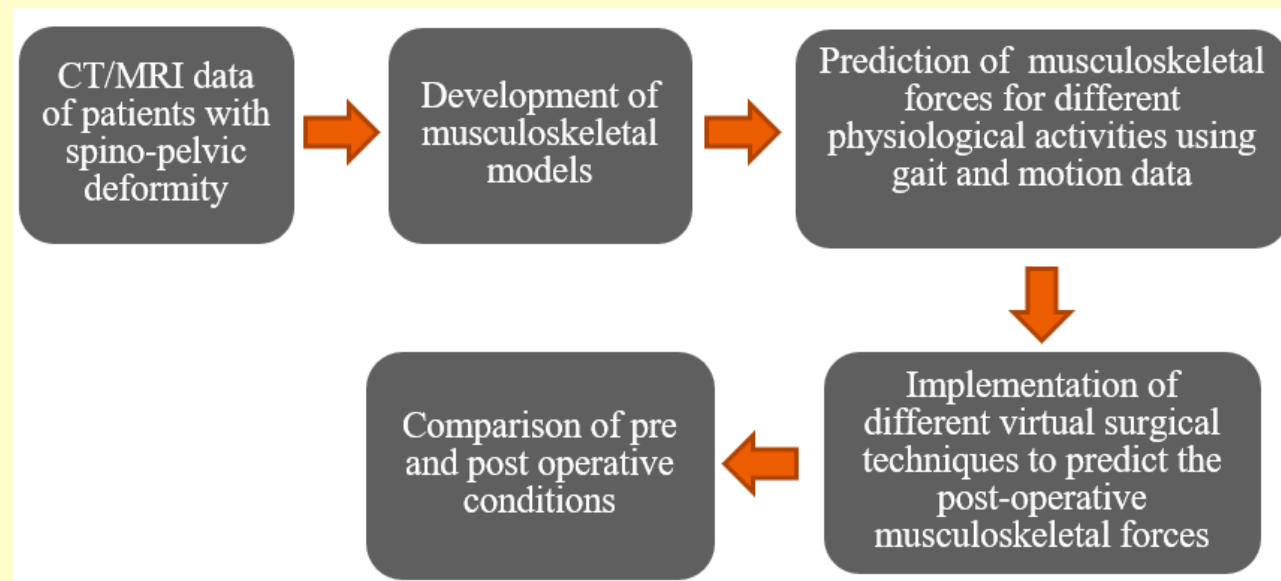 CT/MRI data
of patients with
spino-pelvic
deformity
Development of
musculoskeletal
models
Prediction of musculoskeletal
forces for different
physiological activities using
gait and motion data
Implementation of
different virtual surgical
techniques to predict the
post-operative
musculoskeletal forces
Comparison of pre
and post operative
conditions